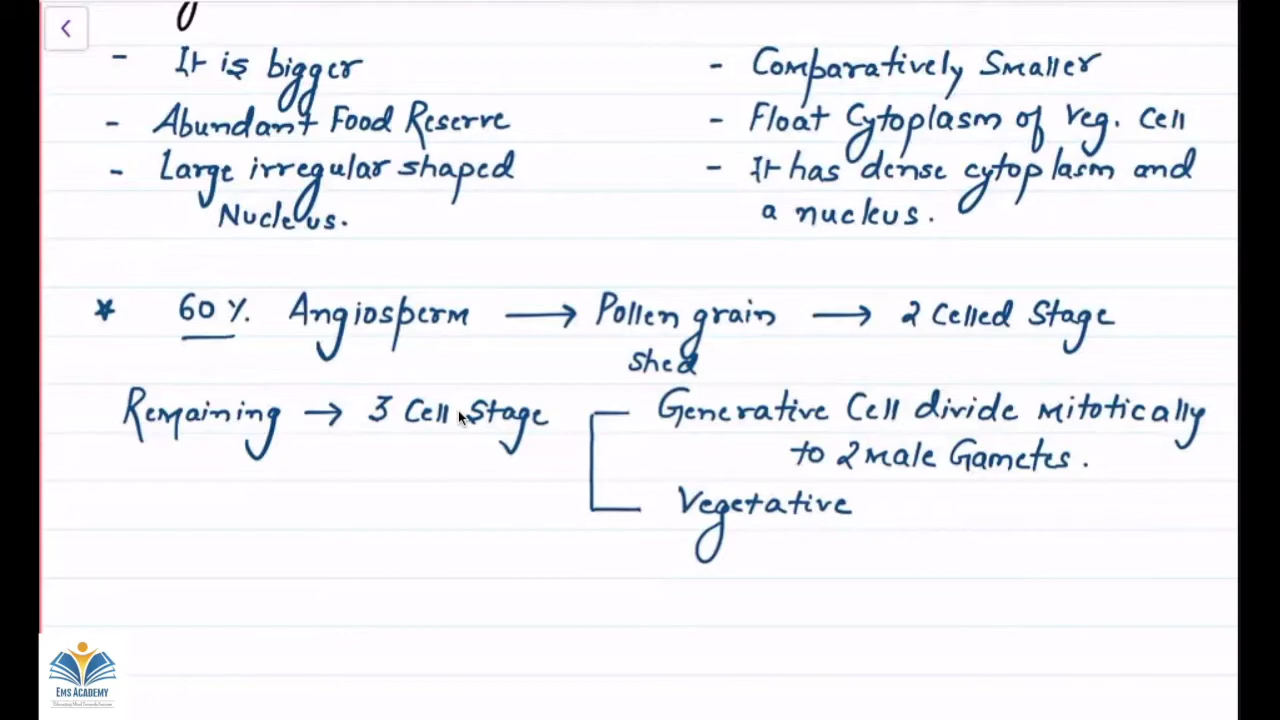 - It is bigger
- Abundant Food Reserve
- Large irregular shaped
Nucleus.
- Comparatively Smaller
- Float Cytoplasm of Veg. Cell
- It has dense cytoplasm and
a nucleus.
* 60 %. Angiosperm → Pollen grain → 2 Celled Stage
shed
Remaining → 3 Cell Stage
Generative Cell divide mitotically
to 2 male Gametes.
Vegetative
EMS ACADEMY